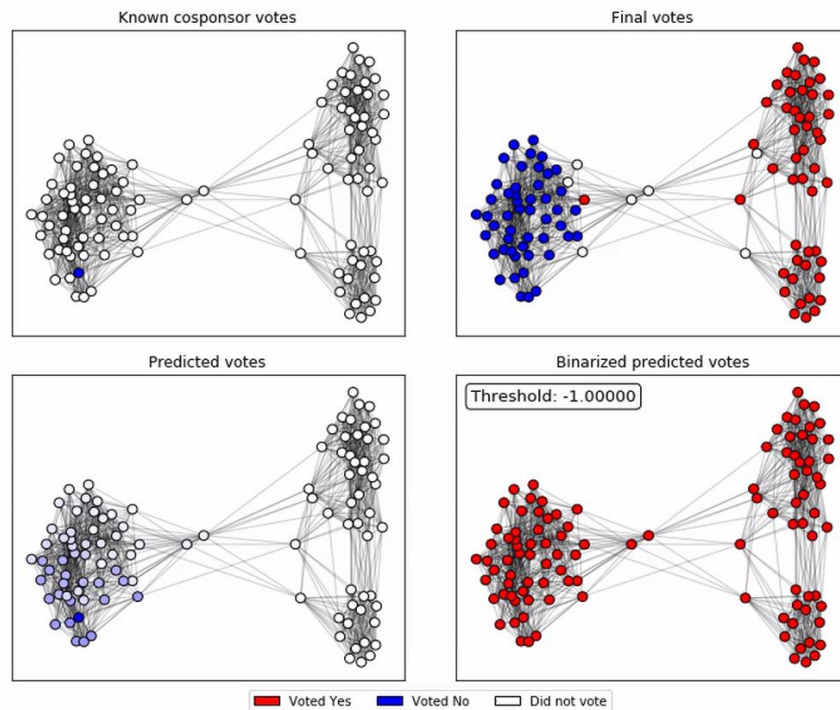 Known cosponsor votes
Final votes
Predicted votes
Binarized predicted votes
Threshold: -1.00000
Voted Yes
Voted No
Did not vote